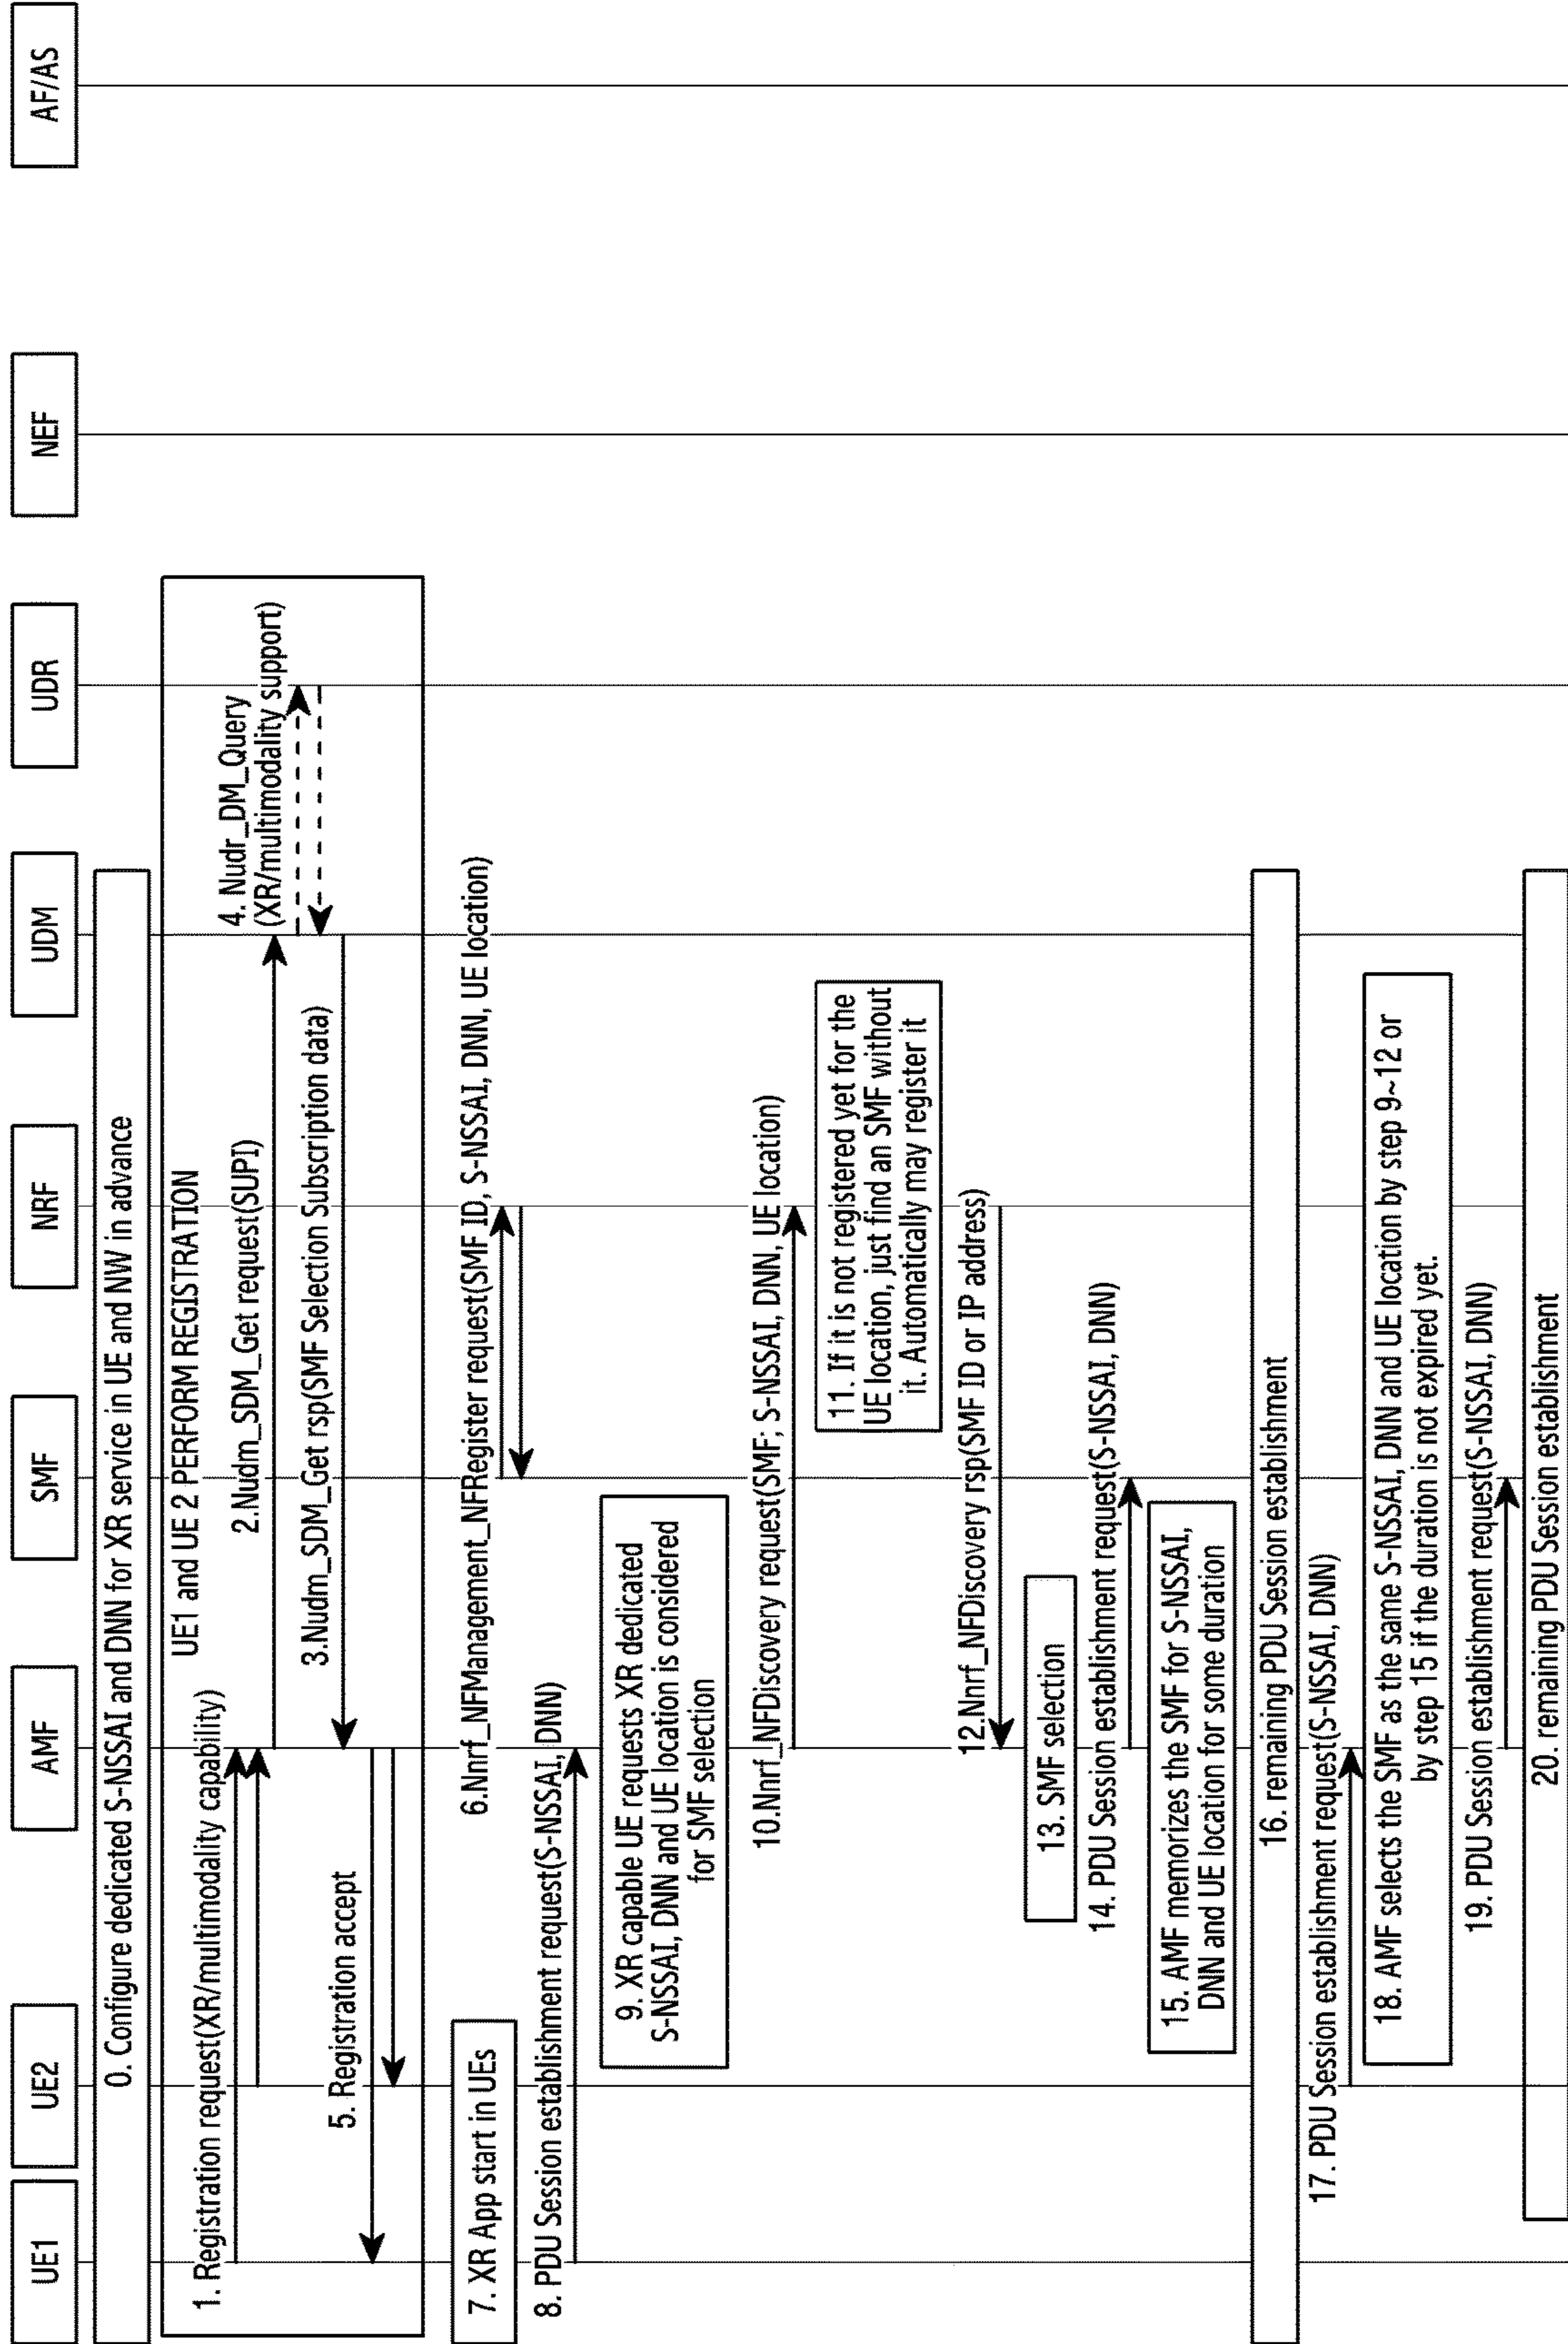 UE1
UE2
AMF
SMF
NRF
UDM
UDR
NEF
AF/AS
0. Configure dedicated S-NSSAI and DNN for XR service in UE and NW in advance
UE1 and UE 2 PERFORM REGISTRATION
1. Registration request(XR/multimodality capability)
2.Nudm_SDM_Get request(SUPI)
4. Nudr_DM_Query
(XR/multimodality support)
3.Nudm_SDM_Get rsp(SMF Selection Subscription data)
5. Registration accept
6.Nnrf_NFManagement_NFRegister request(SMF ID, S-NSSAI, DNN, UE location)
7. XR App start in UEs
8. PDU Session establishment request(S-NSSAI, DNN)
9. XR capable UE requests XR dedicated
S-NSSAI, DNN and UE location is considered
for SMF selection
10.Nnrf_NFDiscovery request(SMF; S-NSSAI, DNN, UE location)
11. If it is not registered yet for the
UE location, just find an SMF without
it. Automatically may register it
12.Nnrf_NFDiscovery rsp(SMF ID or IP address)
13. SMF selection
14. PDU Session establishment request(S-NSSAI, DNN)
15. AMF memorizes the SMF for S-NSSAI,
DNN and UE location for some duration
16. remaining PDU Session establishment
17. PDU Session establishment request(S-NSSAI, DNN)
18. AMF selects the SMF as the same S-NSSAI, DNN and UE location by step 9~12 or
by step 15 if the duration is not expired yet.
19. PDU Session establishment request(S-NSSAI, DNN)
20. remaining PDU Session establishment